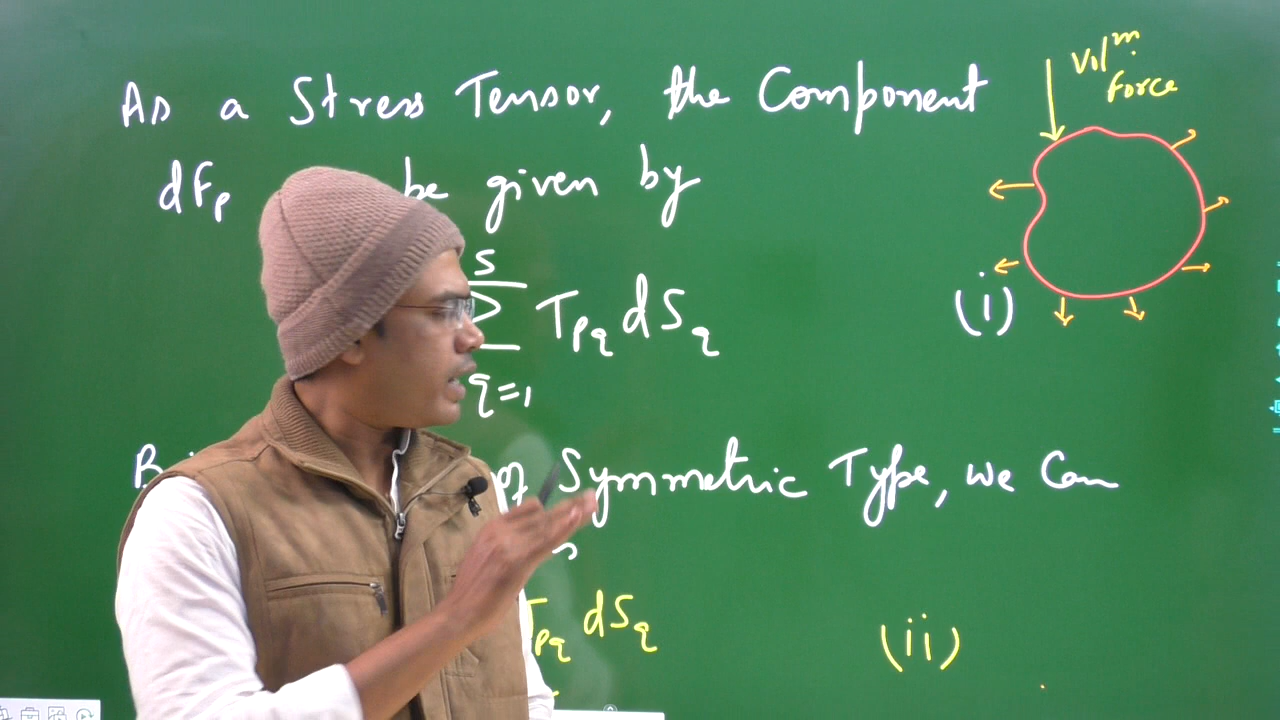 As a Stress Tensor, the Component
dFp be given by
Vol^m. force
S
Σ Tpq dSq (i)
q=1
of Symmetric Type, we Can
Tpq dSq (ii)